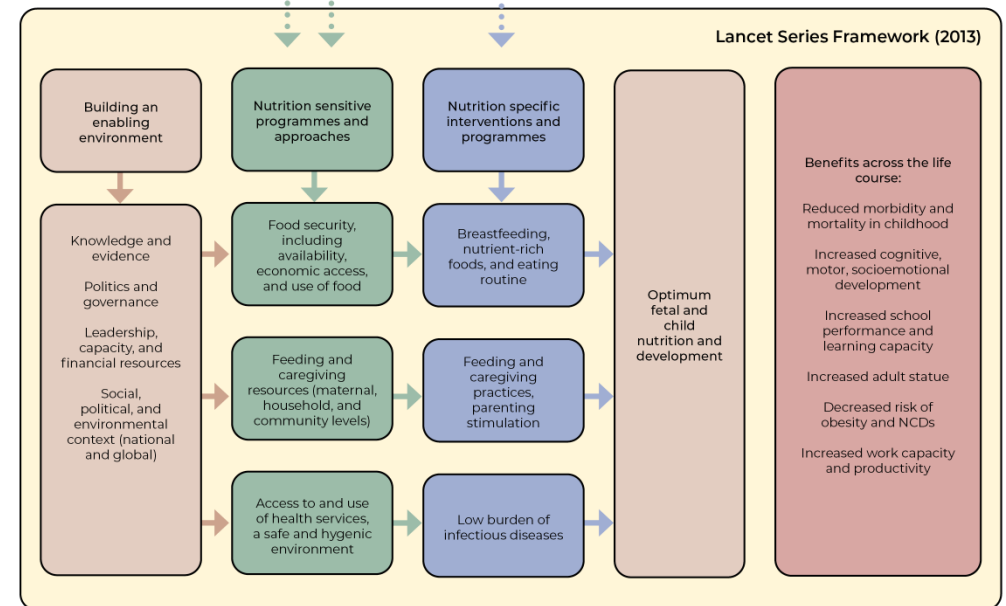 Lancet Series Framework (2013)
Building an
enabling
environment
Nutrition sensitive
programmes and
approaches
Nutrition specific
interventions and
programmes
Knowledge and
evidence
Politics and
governance
Leadership,
capacity, and
financial resources
Social,
political, and
environmental
context (national
and global)
Food security,
including
availability,
economic access,
and use of food
Breastfeeding,
nutrient-rich
foods, and eating
routine
Feeding and
caregiving
resources (maternal,
household, and
community levels)
Feeding and
caregiving
practices,
parenting
stimulation
Access to and use
of health services,
a safe and hygenic
environment
Low burden of
infectious diseases
Optimum
fetal and
child
nutrition and
development
Benefits across the life
course:
Reduced morbidity and
mortality in childhood
Increased cognitive,
motor, socioemotional
development
Increased school
performance and
learning capacity
Increased adult statue
Decreased risk of
obesity and NCDs
Increased work capacity
and productivity